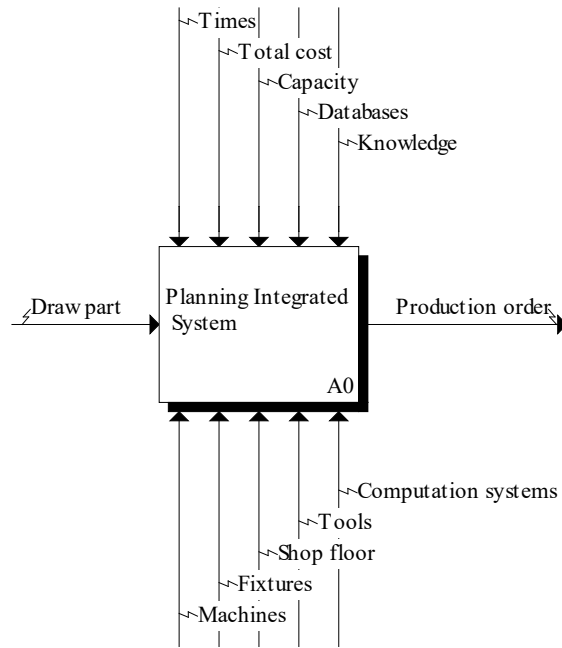 Times
Total cost
Capacity
Databases
Knowledge
Planning Integrated
System
Draw part
Production order
A0
Computation systems
Tools
Shop floor
Fixtures
Machines